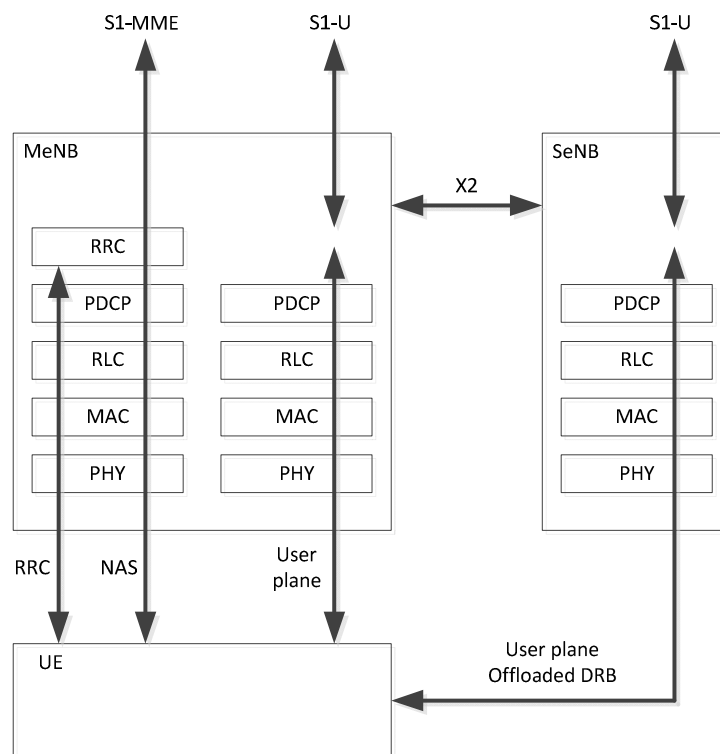 S1-MME
S1-U
S1-U
MeNB
SeNB
X2
RRC
PDCP
PDCP
PDCP
RLC
RLC
RLC
MAC
MAC
MAC
PHY
PHY
PHY
RRC
NAS
User
plane
UE
User plane
Offloaded DRB